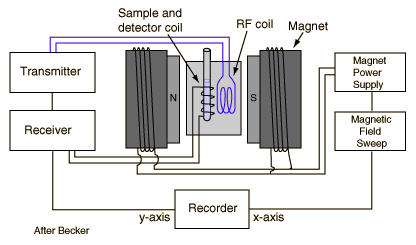 Sample and
detector coil
RF coil
Magnet
Transmitter
Receiver
N
S
Magnet
Power
Supply
Magnetic
Field
Sweep
y-axis
Recorder
x-axis
After Becker